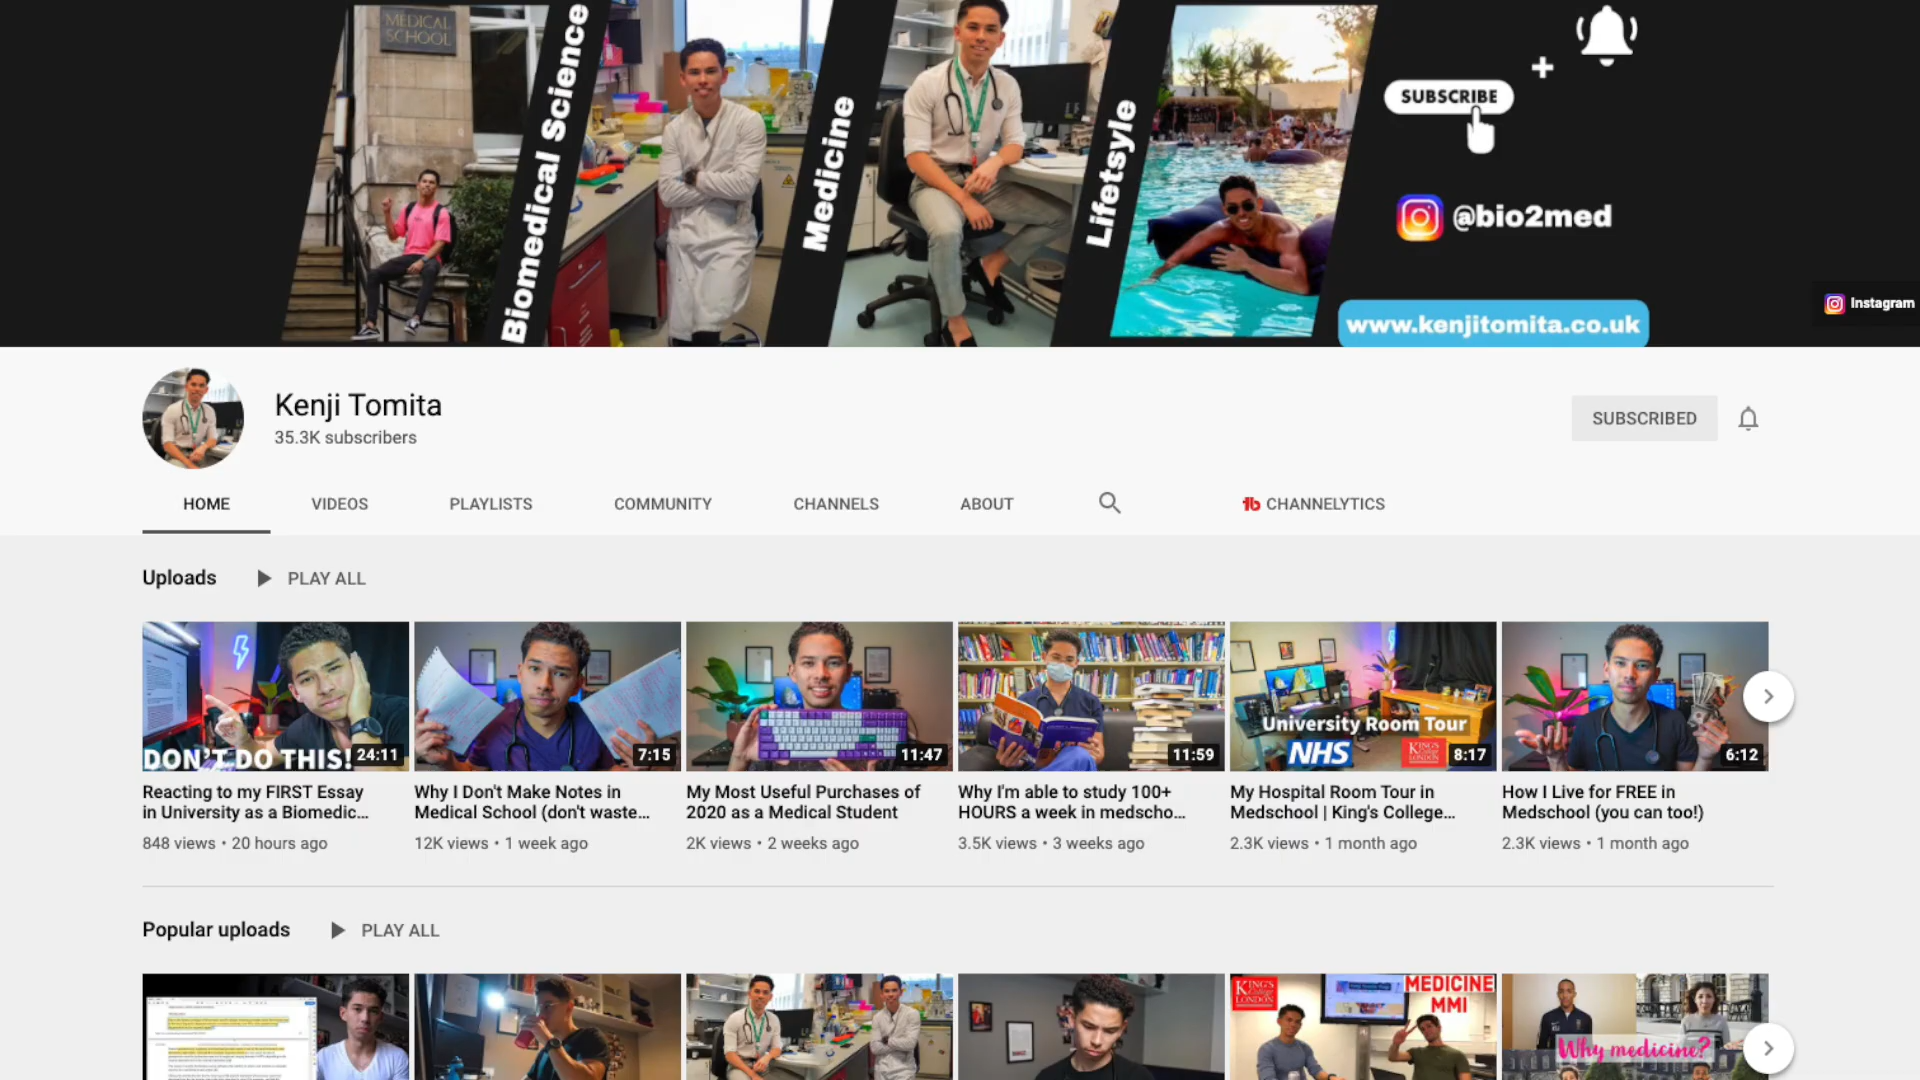 MEDICAL
SCHOOL
Biomedical Science
Medicine
Lifetsyle
SUBSCRIBE
+
@bio2med
www.kenjitomita.co.uk
Instagram
Kenji Tomita
35.3K subscribers
SUBSCRIBED
HOME
VIDEOS
PLAYLISTS
COMMUNITY
CHANNELS
ABOUT
CHANNELYTICS
Uploads
PLAY ALL
DON'T DO THIS!
24:11
Reacting to my FIRST Essay
in University as a Biomedic...
848 views • 20 hours ago
7:15
Why I Don't Make Notes in
Medical School (don't waste...
12K views • 1 week ago
11:47
My Most Useful Purchases of
2020 as a Medical Student
2K views • 2 weeks ago
11:59
Why I'm able to study 100+
HOURS a week in medscho...
3.5K views • 3 weeks ago
University Room Tour
NHS
KING'S
College
LONDON
8:17
My Hospital Room Tour in
Medschool | King's College...
2.3K views • 1 month ago
6:12
How I Live for FREE in
Medschool (you can too!)
2.3K views • 1 month ago
Popular uploads
PLAY ALL
KING'S
College
LONDON
MEDICINE
MMI
Why medicine?